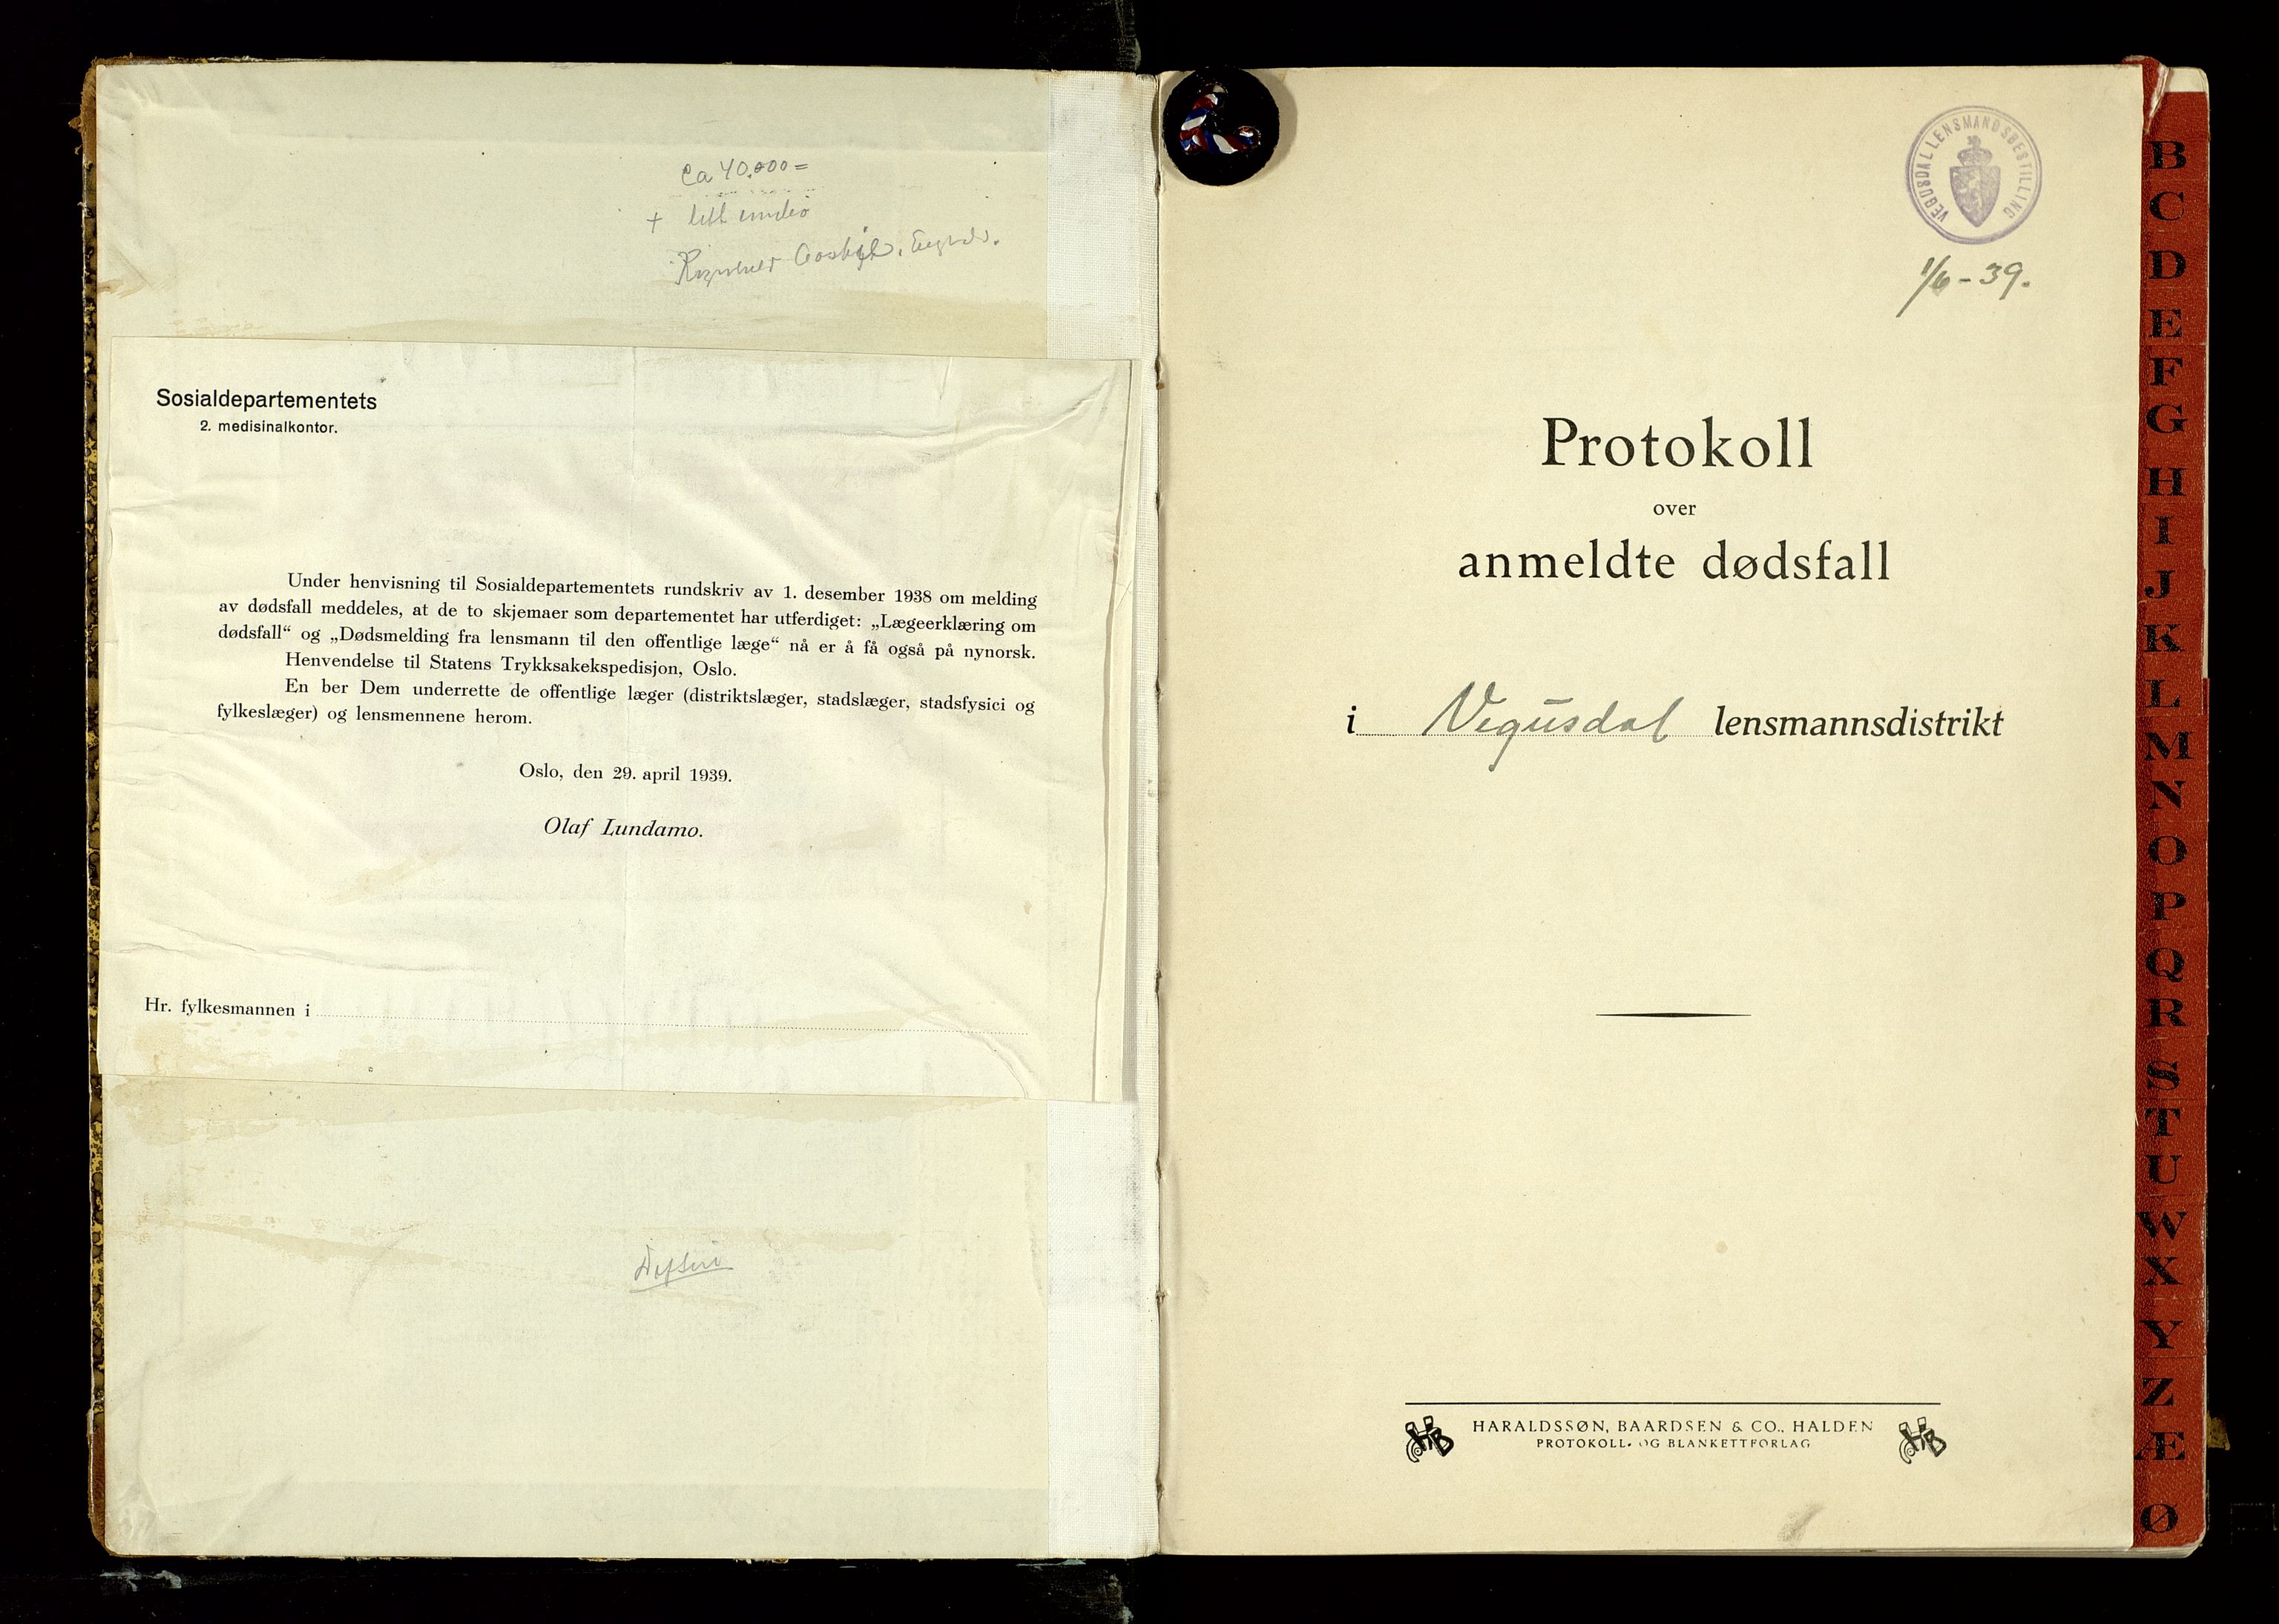 Ca 40.000=
+ litt
Sosialdepartementets
2. medisinalkontor.
Under henvisning til Sosialdepartementets rundskriv av 1. desember 1938 om melding
av dødsfall meddeles, at de to skjemaer som departementet har utferdiget: „Lægeerklæring om
dødsfall“ og „Dødsmelding fra lensmann til den offentlige læge“ nå er å få også på nynorsk.
Henvendelse til Statens Trykksakekspedisjon, Oslo.
En ber Dem underrette de offentlige læger (distriktslæger, stadslæger, stadsfysici og
fylkeslæger) og lensmennene herom.
Oslo, den 29. april 1939.
Olaf Lundamo.
Hr. fylkesmannen i
VEGUSDAL LENSMANDSBESTILLING
1/6-39.
Protokoll
over
anmeldte dødsfall
i Vegusdal lensmannsdistrikt
HARALDSSØN, BAARDSEN & CO., HALDEN
PROTOKOLL- OG BLANKETTFORLAG
HB
HB
B
C
D
E
F
G
H
I
J
K
L
M
N
O
P
Q
R
S
T
U
W
X
Y
Z
Æ
Ø